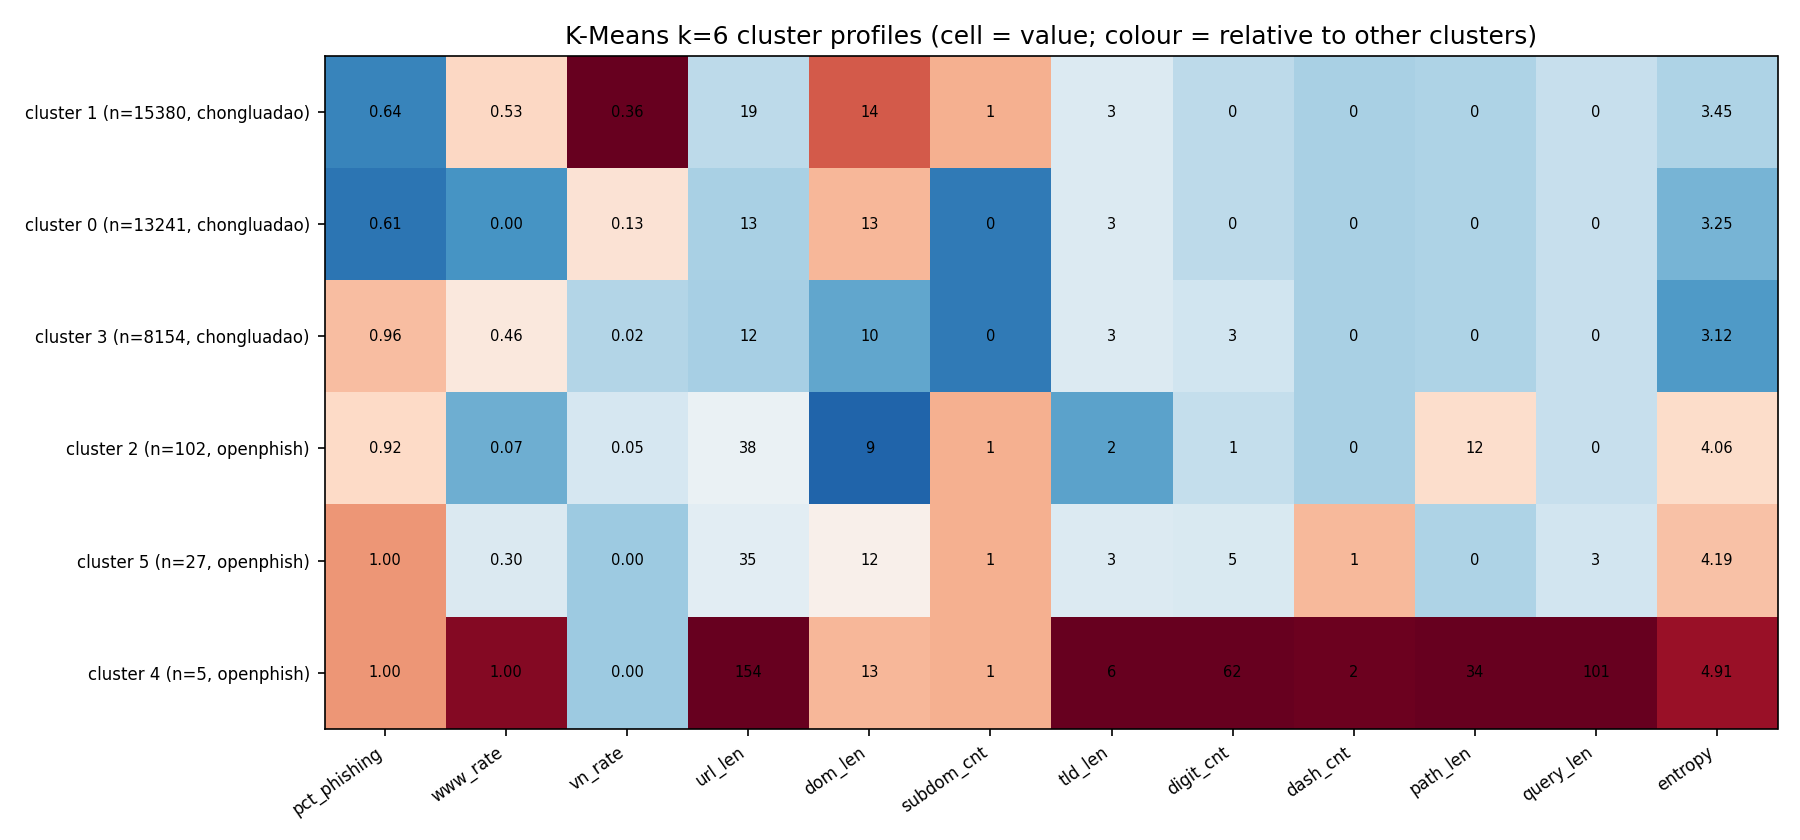 K-Means k=6 cluster profiles (cell = value; colour = relative to other clusters)
cluster 1 (n=15380, chongluadao) 0.64 0.53 0.36 19 14 1 3 0 0 0 0 3.45
cluster 0 (n=13241, chongluadao) 0.61 0.00 0.13 13 13 0 3 0 0 0 0 3.25
cluster 3 (n=8154, chongluadao) 0.96 0.46 0.02 12 10 0 3 3 0 0 0 3.12
cluster 2 (n=102, openphish) 0.92 0.07 0.05 38 9 1 2 1 0 12 0 4.06
cluster 5 (n=27, openphish) 1.00 0.30 0.00 35 12 1 3 5 1 0 3 4.19
cluster 4 (n=5, openphish) 1.00 1.00 0.00 154 13 1 6 62 2 34 101 4.91
pct_phishing www_rate vn_rate url_len dom_len subdom_cnt tld_len digit_cnt dash_cnt path_len query_len entropy